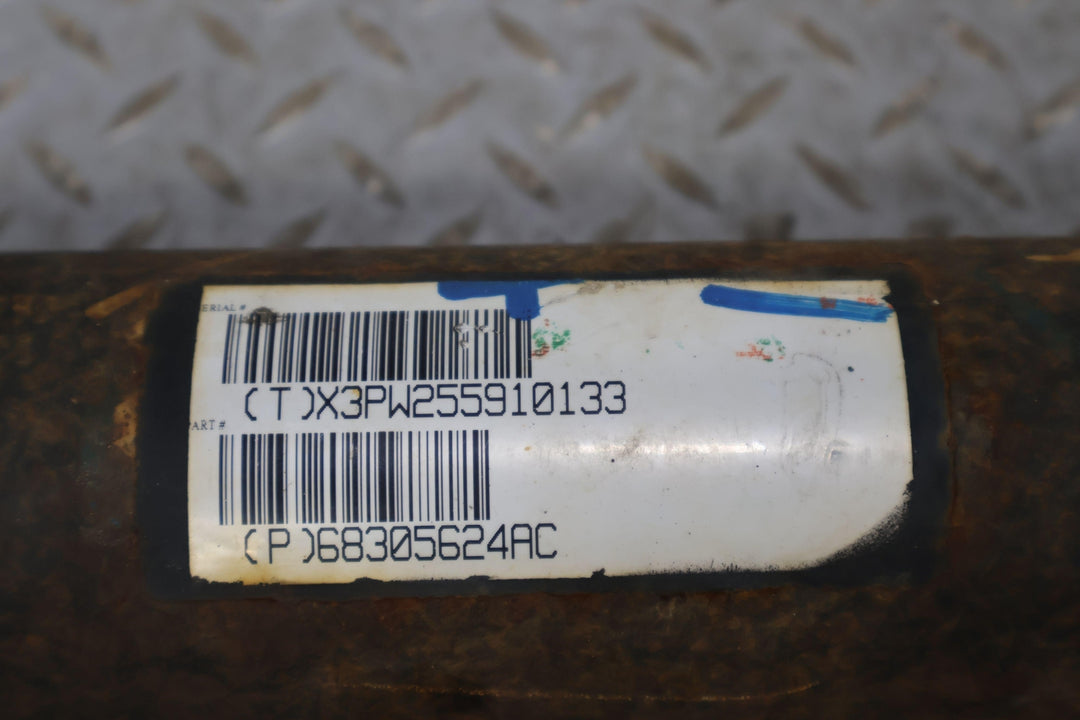 ERIAL #
(T)X3PW255910133
PART #
(P)68305624AC